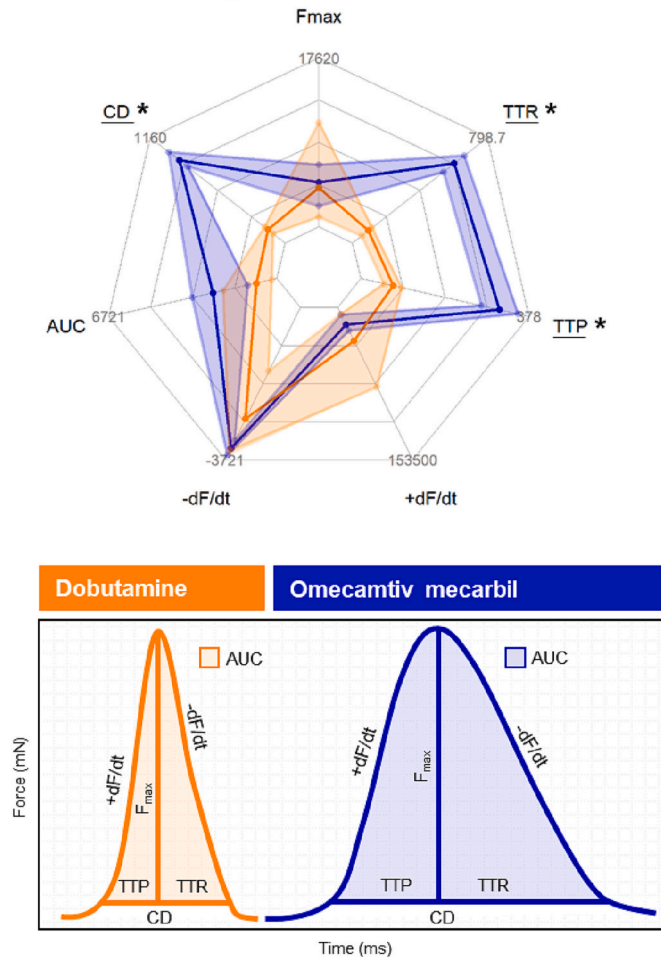 Fmax
17620
CD *
1160
TTR *
798.7
AUC
6721
378
TTP *
-3721
153500
-dF/dt
+dF/dt
Dobutamine
Omecamtiv mecarbil
AUC
AUC
+dF/dt
-dF/dt
Fmax
+dF/dt
-dF/dt
Fmax
TTP
TTR
CD
TTP
TTR
CD
Force (mN)
Time (ms)